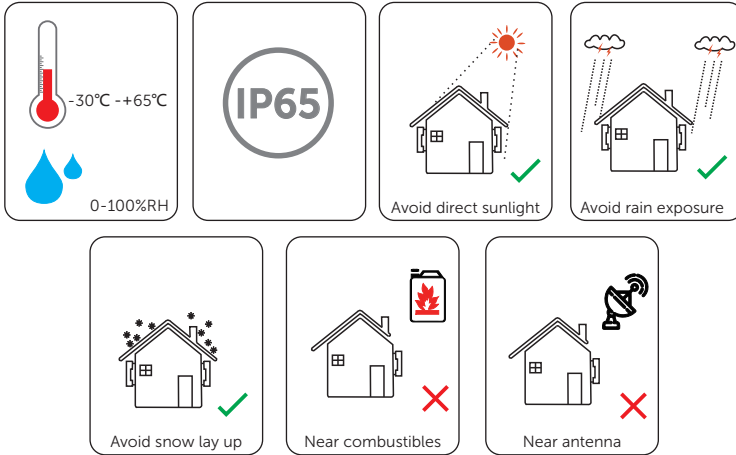 -30℃ -+65℃
0-100%RH
IP65
Avoid direct sunlight
Avoid rain exposure
Avoid snow lay up
Near combustibles
Near antenna